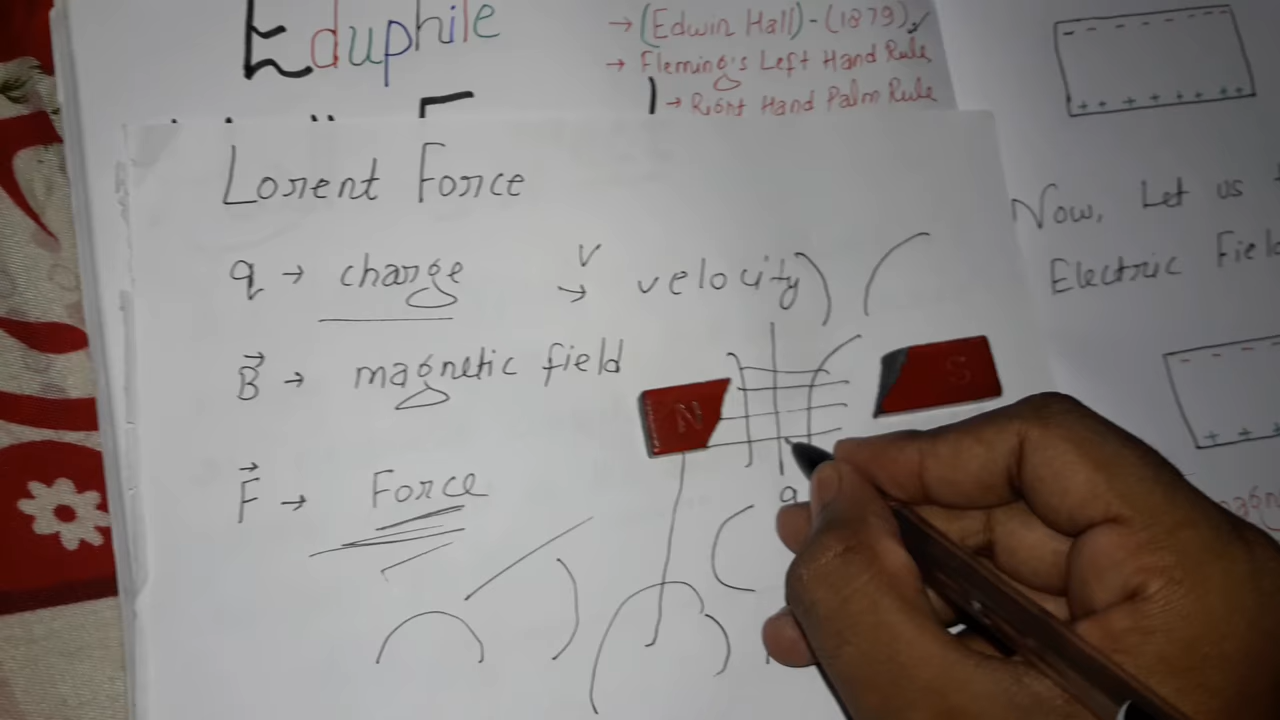 Eduphile
→ (Edwin Hall) - (1879)
→ Fleming's Left Hand Rule
→ Right Hand Palm Rule
- - - - - - -
+ + + + + + + +
Lorent Force
q → charge
v → velocity
B → magnetic field
F → Force
N
S
q
Now, Let us
Electric Field
- - - -
+ + + +